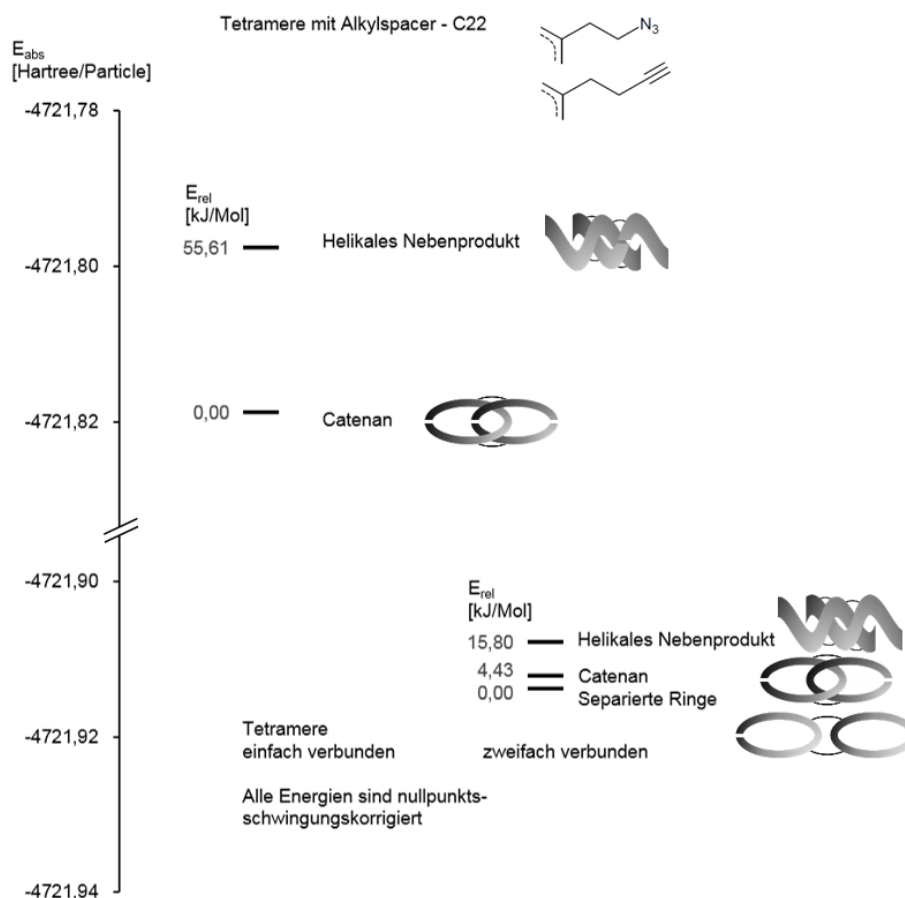 Tetramere mit Alkylspacer - C22
N3
Eabs
[Hartree/Particle]
-4721,78
Erel
[kJ/Mol]
55,61
Helikales Nebenprodukt
-4721,80
0,00
Catenan
-4721,82
-4721,90
Erel
[kJ/Mol]
15,80
Helikales Nebenprodukt
4,43
Catenan
0,00
Separierte Ringe
-4721,92
Tetramere
einfach verbunden
zweifach verbunden
Alle Energien sind nullpunkts-
schwingungskorrigiert
-4721,94